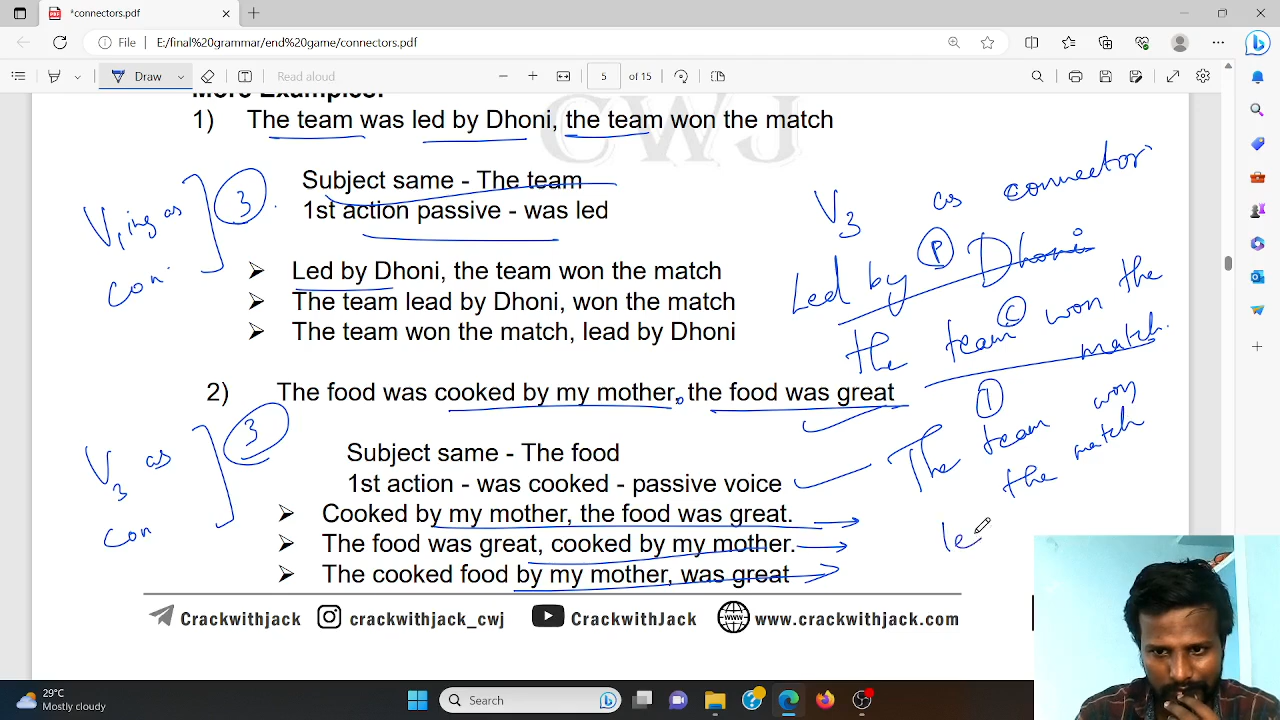 *connectors.pdf
File E:/final%20grammar/end%20game/connectors.pdf
Draw Read aloud 5 of 15
More Examples:
1) The team was led by Dhoni, the team won the match
CWJ
Subject same - The team
1st action passive - was led
V1 ing as con. 3
V3 as connector
Led by Dhoni P
the team won the match. C
➤ Led by Dhoni, the team won the match
➤ The team lead by Dhoni, won the match
➤ The team won the match, lead by Dhoni
2) The food was cooked by my mother, the food was great
Subject same - The food
1st action - was cooked - passive voice
V3 as con 3
The team won the match
le
➤ Cooked by my mother, the food was great.
➤ The food was great, cooked by my mother.
➤ The cooked food by my mother, was great
Crackwithjack crackwithjack_cwj CrackwithJack www.crackwithjack.com
29°C
Mostly cloudy
Search